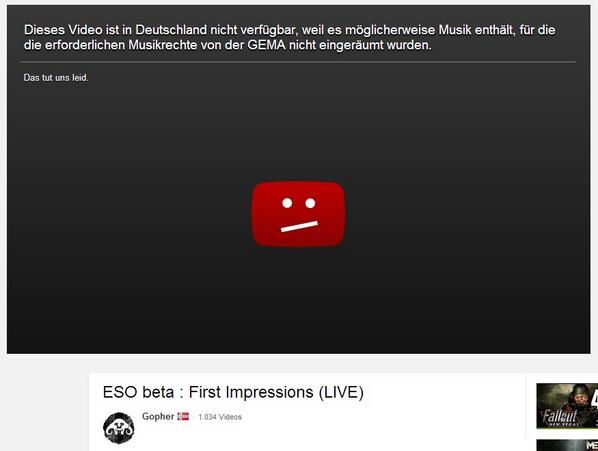 Dieses Video ist in Deutschland nicht verfügbar, weil es möglicherweise Musik enthält, für die
die erforderlichen Musikrechte von der GEMA nicht eingeräumt wurden.
Das tut uns leid.
ESO beta : First Impressions (LIVE)
Gopher 1.034 Videos
Fallout
NEW VEGAS